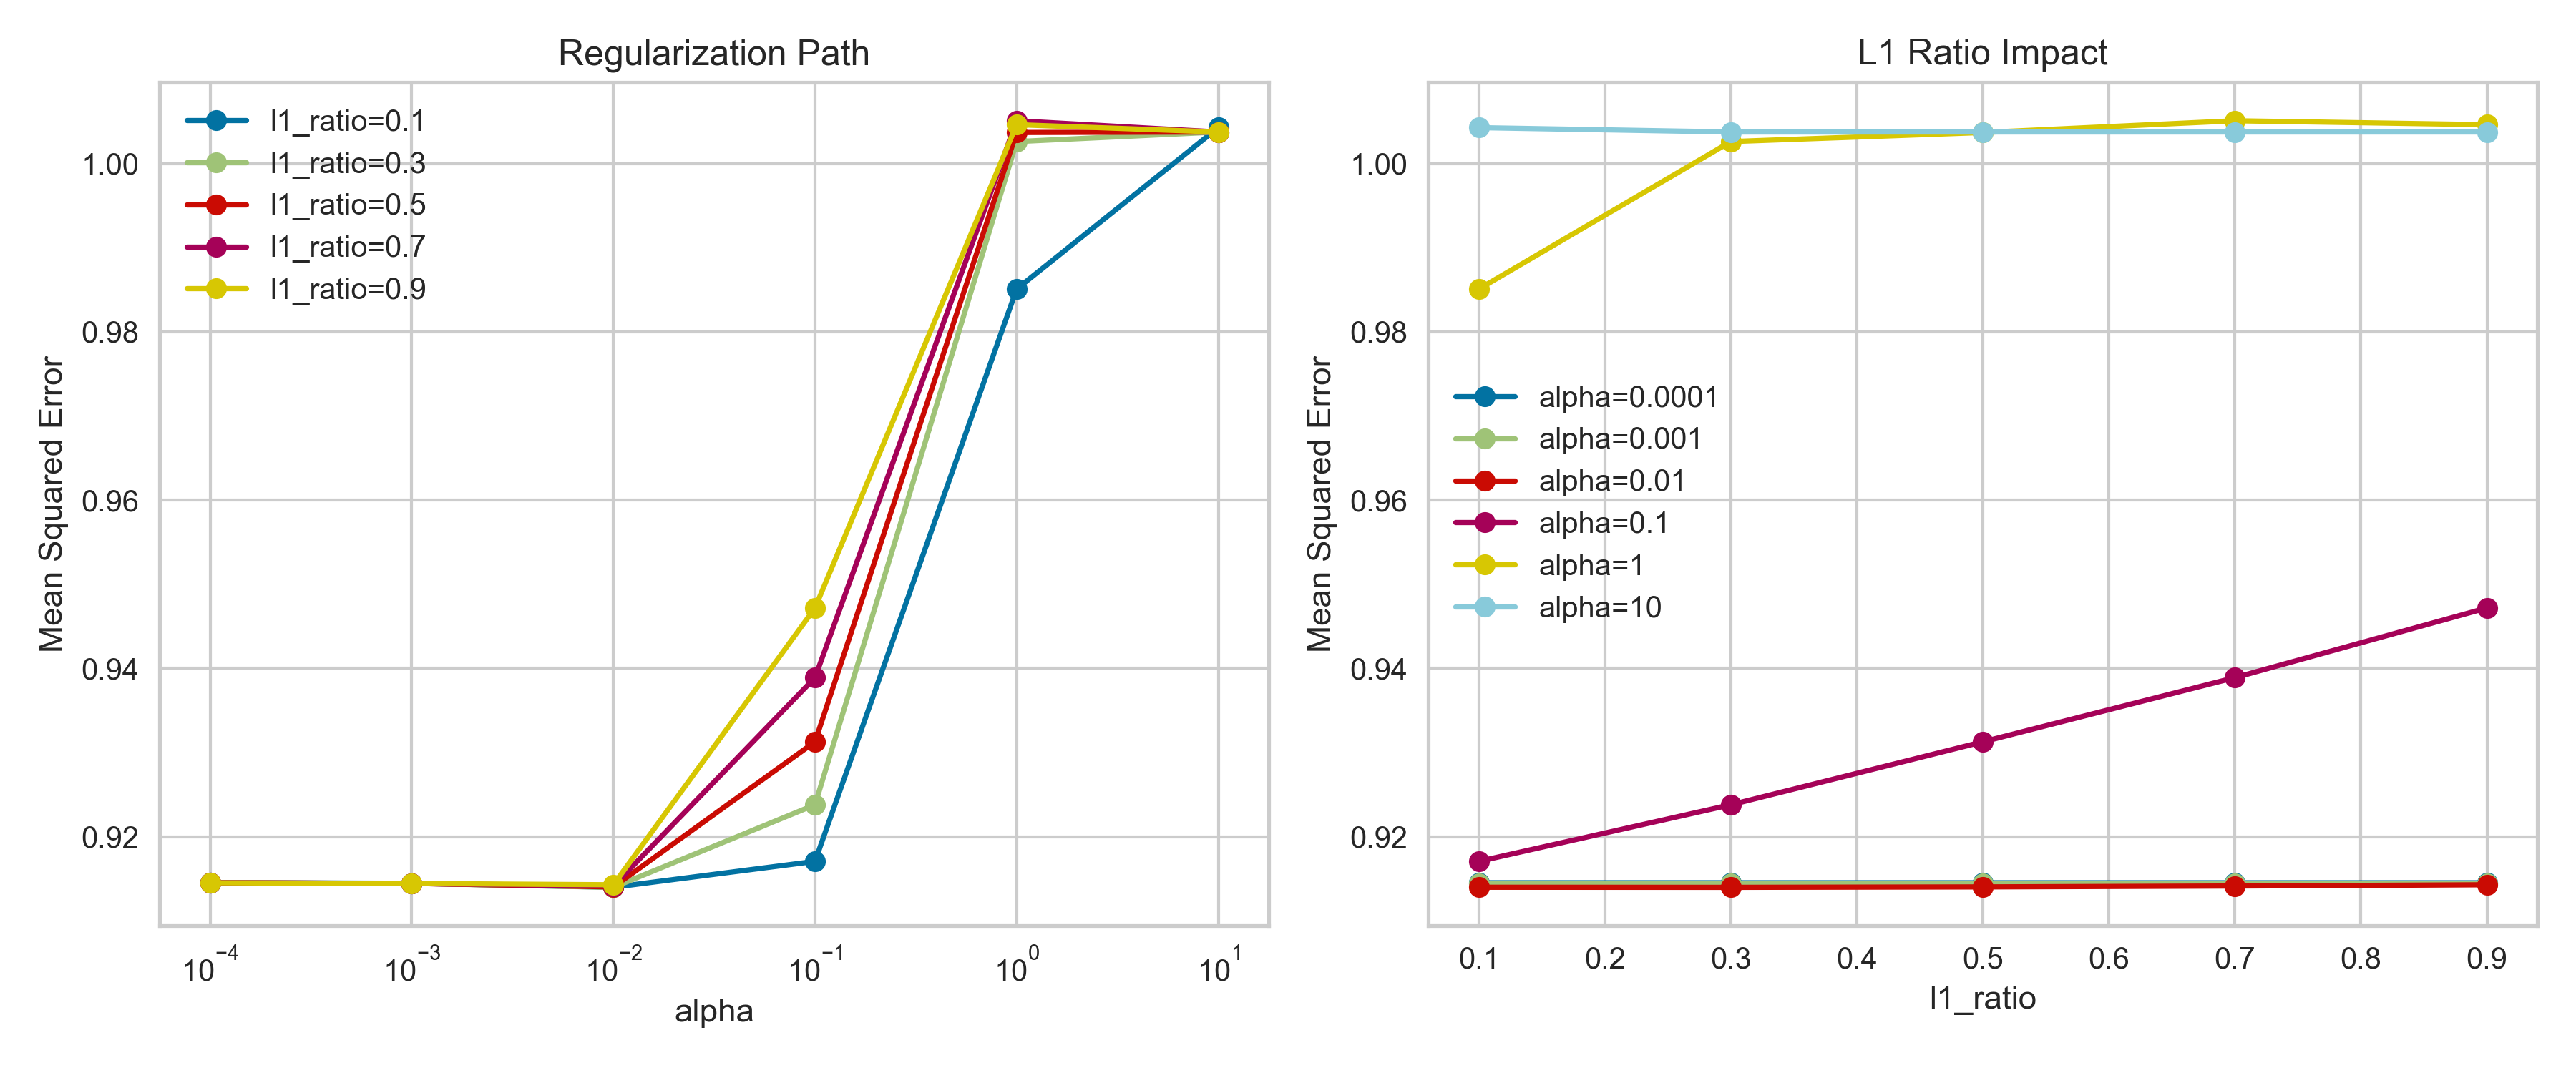 Regularization Path
l1_ratio=0.1
l1_ratio=0.3
l1_ratio=0.5
l1_ratio=0.7
l1_ratio=0.9
1.00
0.98
0.96
0.94
0.92
Mean Squared Error
10⁻⁴ 10⁻³ 10⁻² 10⁻¹ 10⁰ 10¹
alpha
L1 Ratio Impact
alpha=0.0001
alpha=0.001
alpha=0.01
alpha=0.1
alpha=1
alpha=10
1.00
0.98
0.96
0.94
0.92
Mean Squared Error
0.1 0.2 0.3 0.4 0.5 0.6 0.7 0.8 0.9
l1_ratio